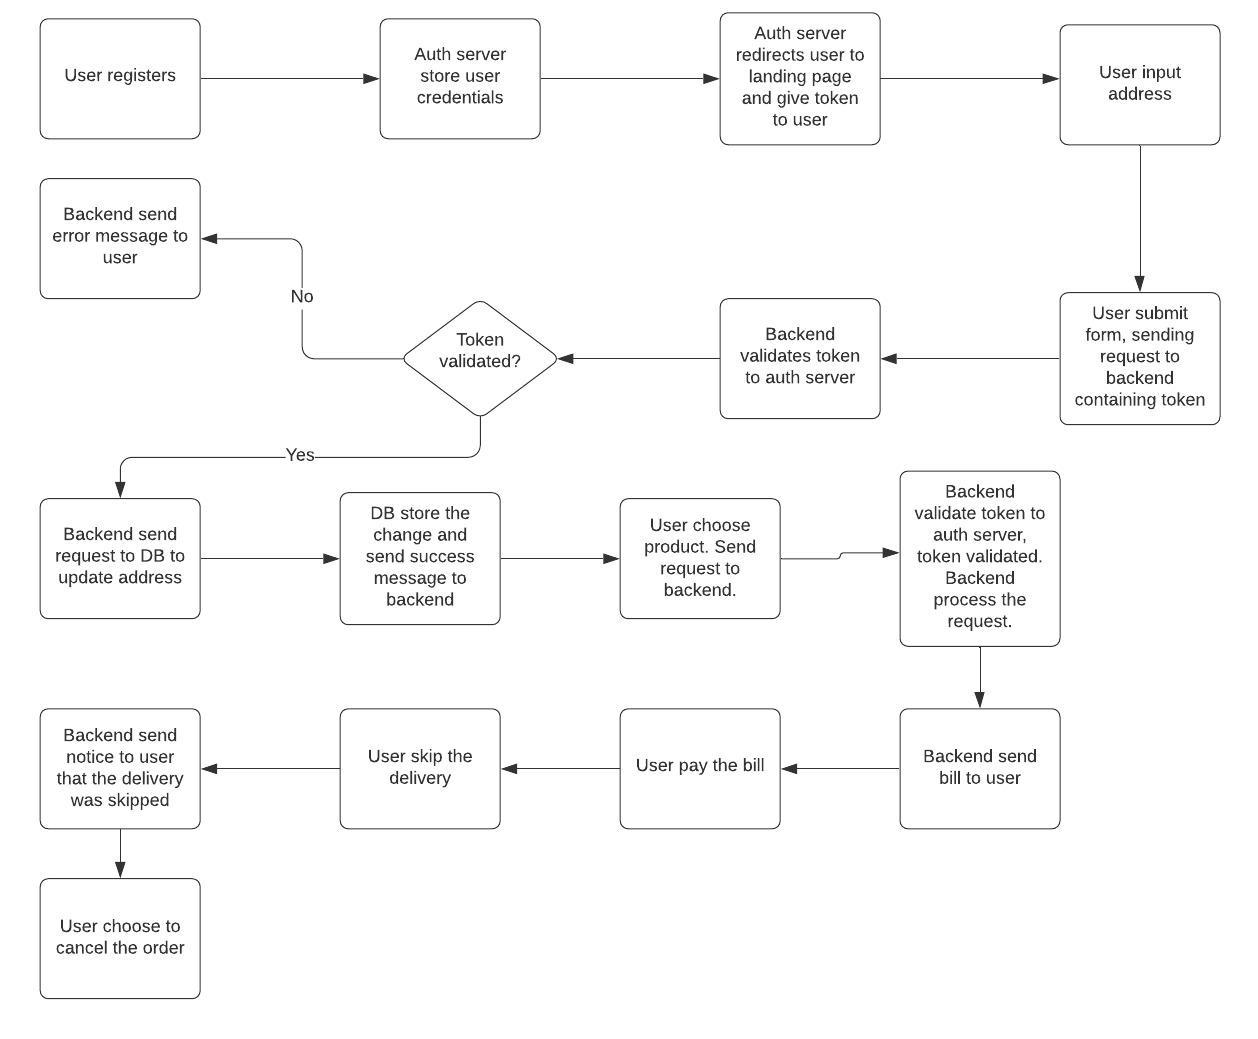 User registers
Auth server
store user
credentials
Auth server
redirects user to
landing page
and give token
to user
User input
address
Backend send
error message to
user
No
Token
validated?
Backend
validates token
to auth server
User submit
form, sending
request to
backend
containing token
Yes
Backend send
request to DB to
update address
DB store the
change and
send success
message to
backend
User choose
product. Send
request to
backend.
Backend
validate token to
auth server,
token validated.
Backend
process the
request.
Backend send
notice to user
that the delivery
was skipped
User skip the
delivery
User pay the bill
Backend send
bill to user
User choose to
cancel the order